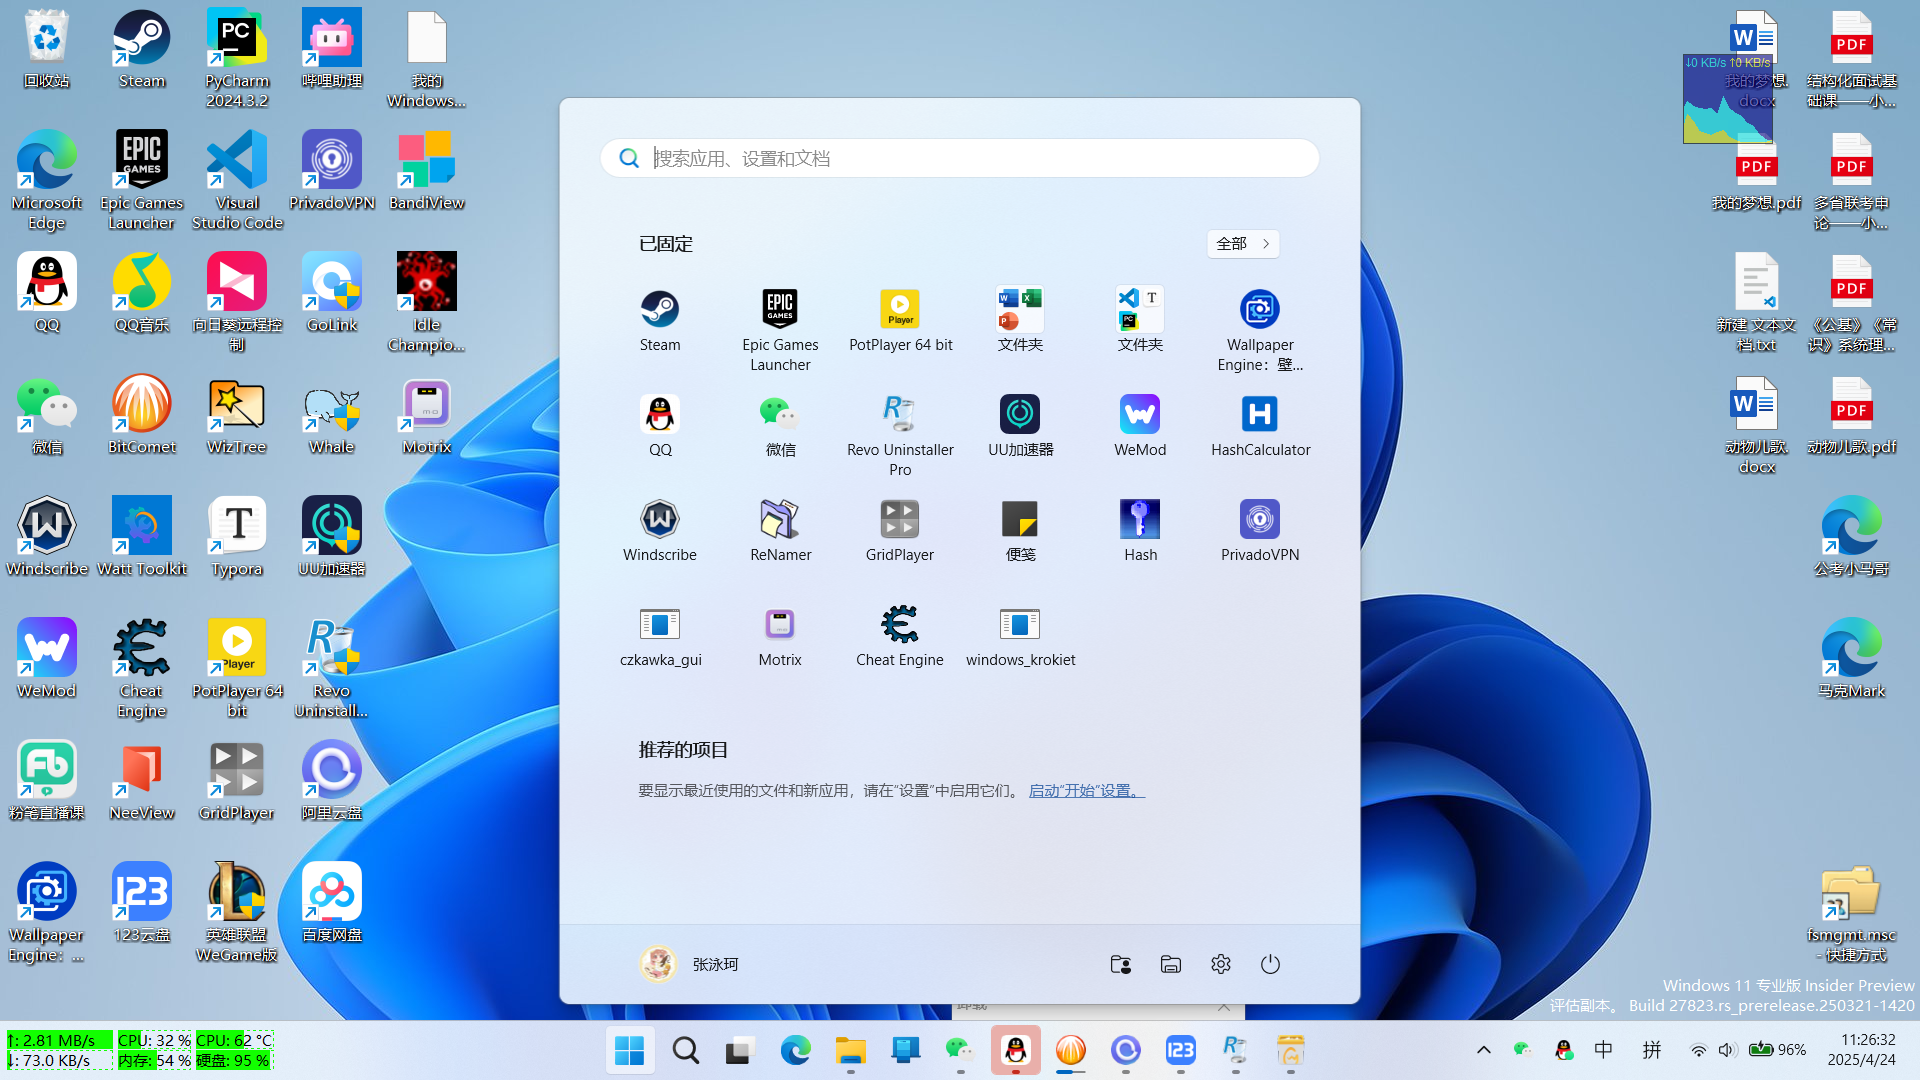 回收站
Steam
PyCharm
2024.3.2
哔哩助理
我的
Windows...
Microsoft
Edge
Epic Games
Launcher
Visual
Studio Code
PrivadoVPN
BandiView
QQ
QQ音乐
向日葵远程控
制
GoLink
Idle
Champio...
微信
BitComet
WizTree
Whale
Motrix
Windscribe
Watt Toolkit
Typora
UU加速器
WeMod
Cheat
Engine
PotPlayer 64
bit
Revo
Uninstall...
粉笔直播课
NeeView
GridPlayer
阿里云盘
Wallpaper
Engine：...
123云盘
英雄联盟
WeGame版
百度网盘
搜索应用、设置和文档
已固定
全部
Steam
Epic Games
Launcher
PotPlayer 64 bit
文件夹
文件夹
Wallpaper
Engine：壁...
QQ
微信
Revo Uninstaller
Pro
UU加速器
WeMod
HashCalculator
Windscribe
ReNamer
GridPlayer
便笺
Hash
PrivadoVPN
czkawka_gui
Motrix
Cheat Engine
windows_krokiet
推荐的项目
要显示最近使用的文件和新应用，请在"设置"中启用它们。 启动"开始"设置。
张泳珂
↓0 KB/s ↑0 KB/s
我的梦想.
docx
结构化面试基
础课——小...
我的梦想.pdf
多省联考申
论——小...
新建 文本文
档.txt
《公基》《常
识》系统理...
动物儿歌.
docx
动物儿歌.pdf
公考小马哥
马克Mark
fsmgmt.msc
- 快捷方式
Windows 11 专业版 Insider Preview
评估副本。 Build 27823.rs_prerelease.250321-1420
↑: 2.81 MB/s CPU: 32 % CPU: 62 °C
↓: 73.0 KB/s 内存: 54 % 硬盘: 95 %
中
拼
96%
11:26:32
2025/4/24